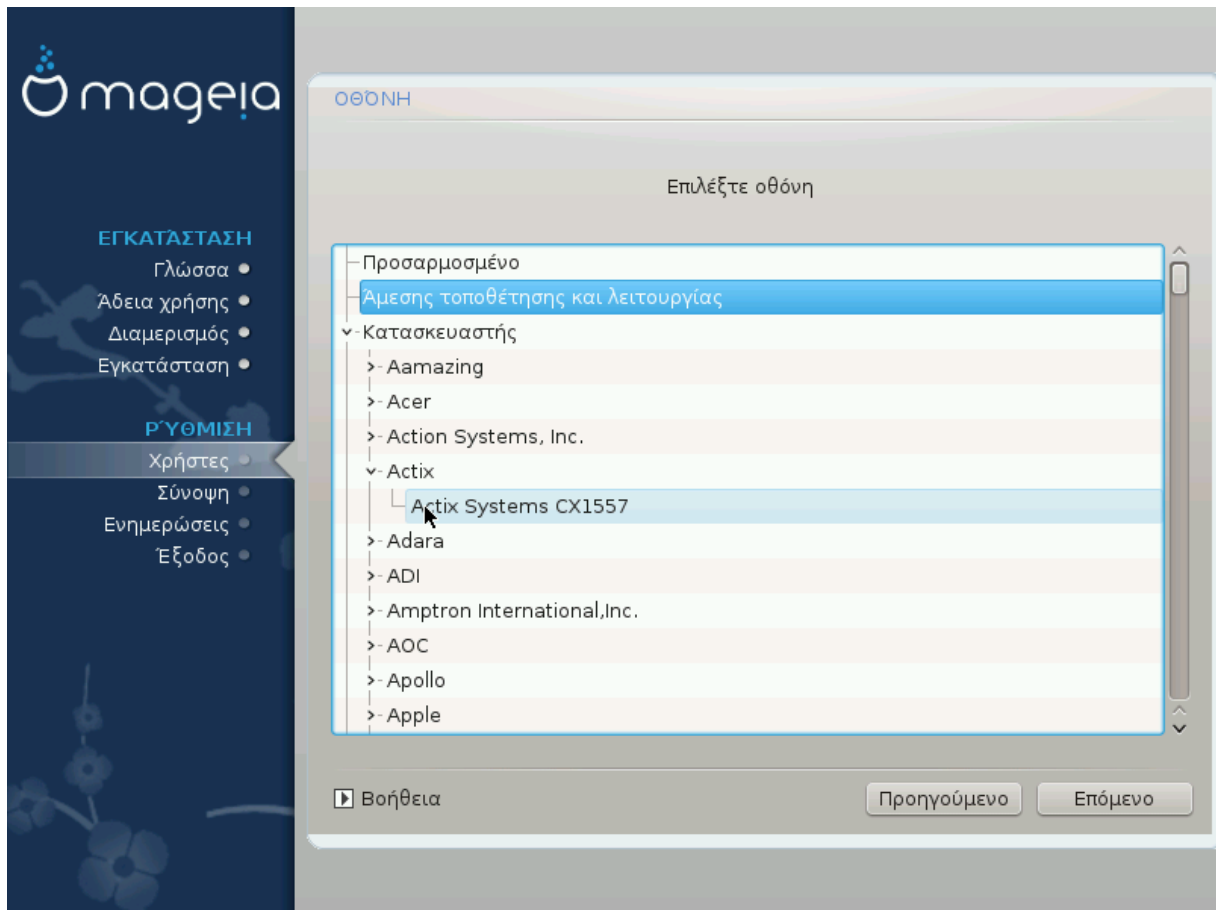 mageia
ΕΓΚΑΤΆΣΤΑΣΗ
Γλώσσα
Άδεια χρήσης
Διαμερισμός
Εγκατάσταση
ΡΎΘΜΙΣΗ
Χρήστες
Σύνοψη
Ενημερώσεις
Έξοδος
ΟΘΌΝΗ
Επιλέξτε οθόνη
Προσαρμοσμένο
Άμεσης τοποθέτησης και λειτουργίας
Κατασκευαστής
Aamazing
Acer
Action Systems, Inc.
Actix
Actix Systems CX1557
Adara
ADI
Amptron International,Inc.
AOC
Apollo
Apple
Βοήθεια
Προηγούμενο
Επόμενο